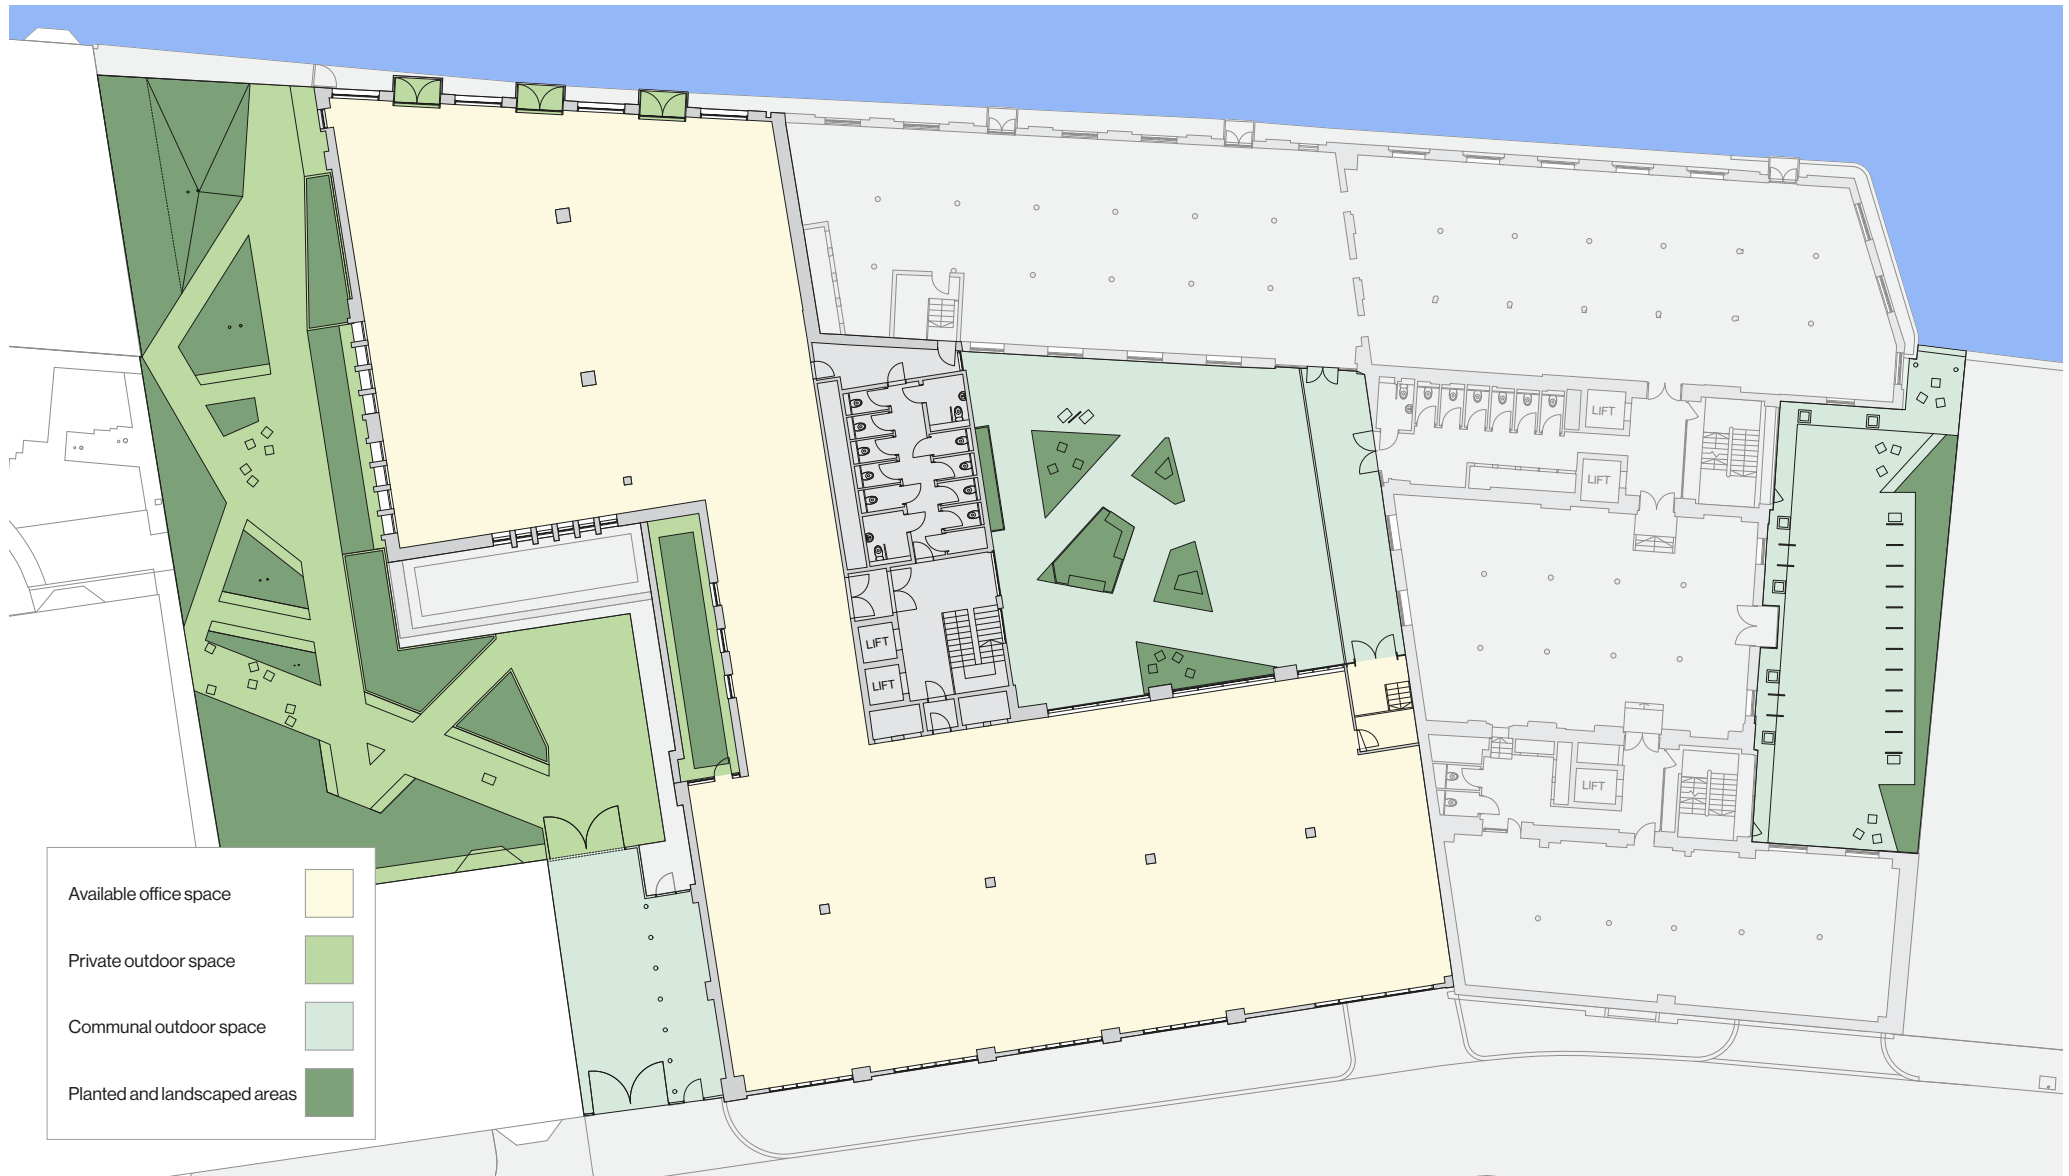 LIFT
LIFT
LIFT
LIFT
LIFT
Available office space
Private outdoor space
Communal outdoor space
Planted and landscaped areas